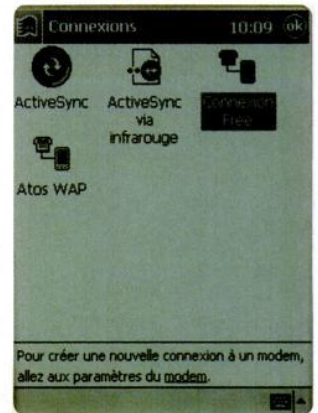 Connexions 10:09 ok
ActiveSync
ActiveSync via infrarouge
Connexion Free
Atos WAP
Pour créer une nouvelle connexion à un modem,
allez aux paramètres du modem.